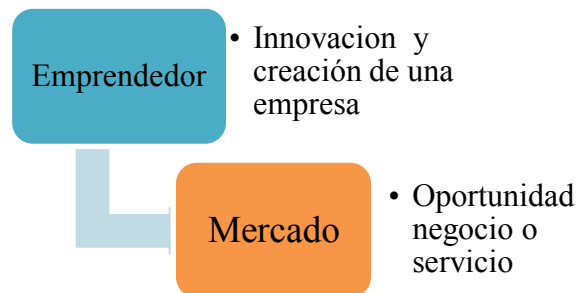 Emprendedor
• Innovacion y
creación de una
empresa
Mercado
• Oportunidad
negocio o
servicio